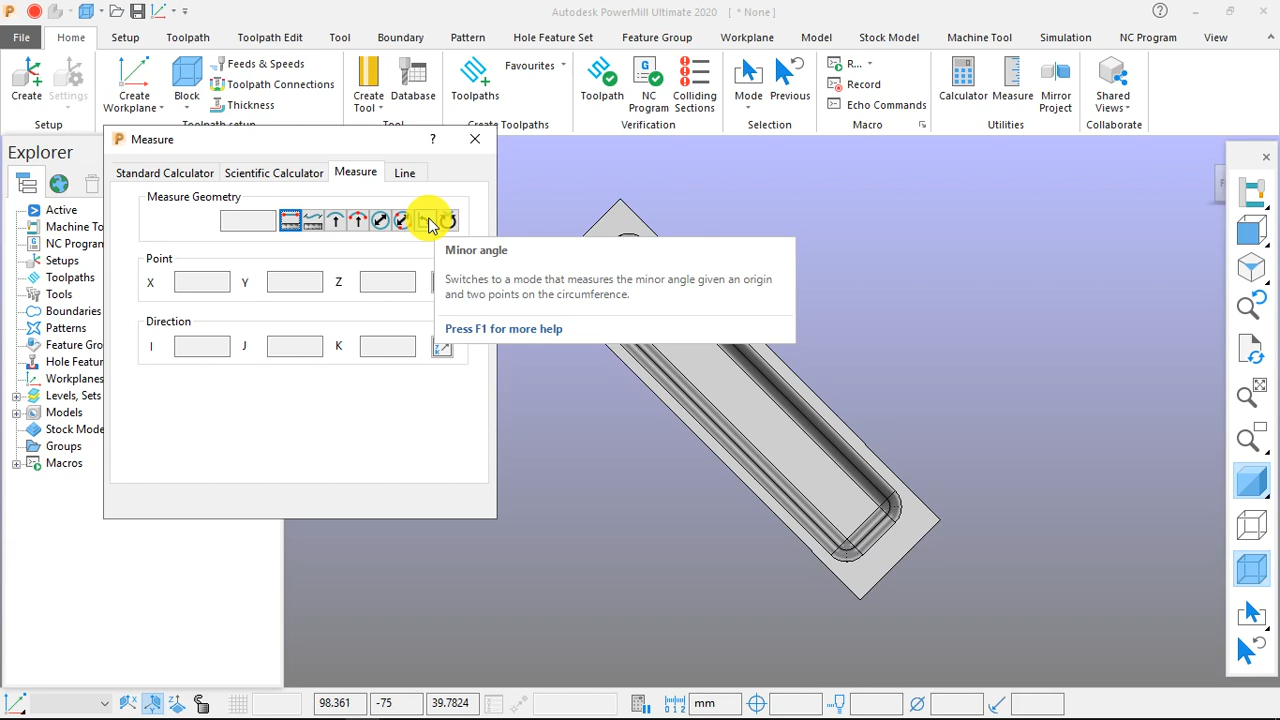 Autodesk PowerMill Ultimate 2020 [ * None ]
File Home Setup Toolpath Toolpath Edit Tool Boundary Pattern Hole Feature Set Feature Group Workplane Model Stock Model Machine Tool Simulation NC Program View
Create
Settings
Setup
Create
Workplane
Block
Feeds & Speeds
Toolpath Connections
Thickness
Toolpath setup
Create
Tool
Database
Tool
Toolpaths
Favourites
Create Toolpaths
Toolpath
NC
Program
Colliding
Sections
Verification
Mode
Previous
Selection
R...
Record
Echo Commands
Macro
Calculator
Measure
Mirror
Project
Utilities
Shared
Views
Collaborate
Explorer
Active
Machine To
NC Program
Setups
Toolpaths
Tools
Boundaries
Patterns
Feature Gro
Hole Featur
Workplanes
Levels, Sets
Models
Stock Mode
Groups
Macros
Measure
?
Standard Calculator Scientific Calculator Measure Line
Measure Geometry
Point
X Y Z
Direction
I J K
Minor angle
Switches to a mode that measures the minor angle given an origin
and two points on the circumference.
Press F1 for more help
98.361 -75 39.7824 mm